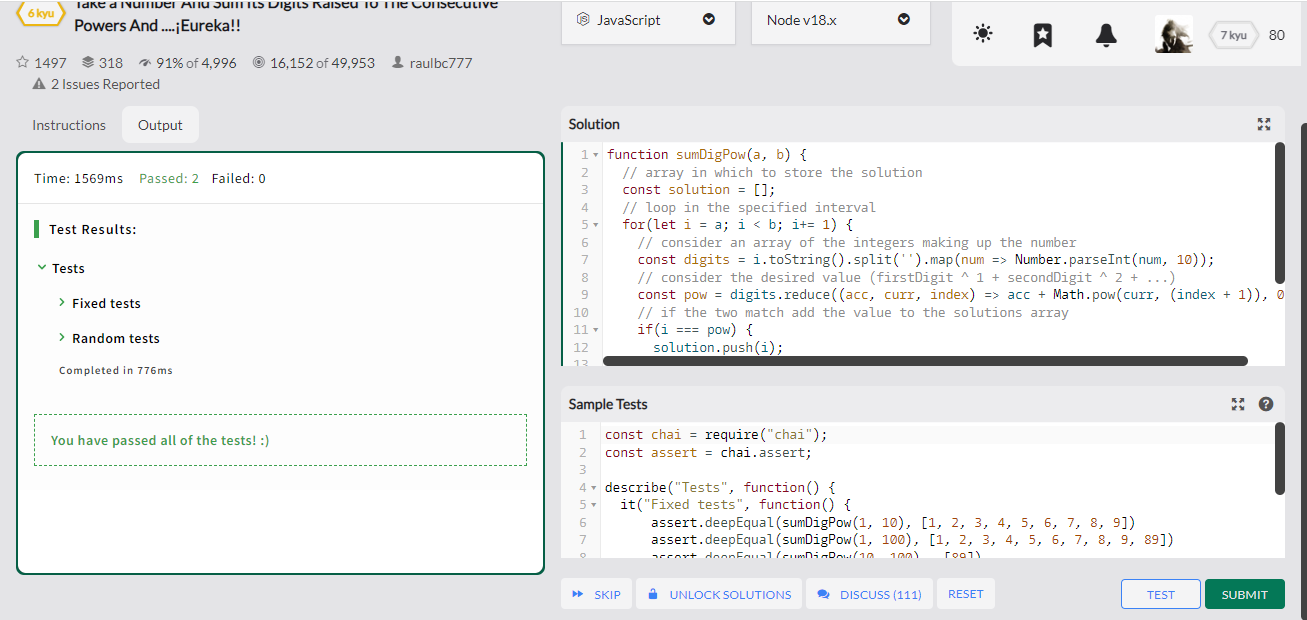 6 kyu
Take a Number And Sum Its Digits Raised To The Consecutive
Powers And ....¡Eureka!!
1497 318 91% of 4,996 16,152 of 49,953 raulbc777
2 Issues Reported
Instructions Output
Time: 1569ms Passed: 2 Failed: 0
Test Results:
Tests
Fixed tests
Random tests
Completed in 776ms
You have passed all of the tests! :)
JavaScript
Node v18.x
7 kyu 80
Solution
1 function sumDigPow(a, b) {
2 // array in which to store the solution
3 const solution = [];
4 // loop in the specified interval
5 for(let i = a; i < b; i+= 1) {
6 // consider an array of the integers making up the number
7 const digits = i.toString().split('').map(num => Number.parseInt(num, 10));
8 // consider the desired value (firstDigit ^ 1 + secondDigit ^ 2 + ...)
9 const pow = digits.reduce((acc, curr, index) => acc + Math.pow(curr, (index + 1)), 0
10 // if the two match add the value to the solutions array
11 if(i === pow) {
12 solution.push(i);
13
Sample Tests
1 const chai = require("chai");
2 const assert = chai.assert;
3
4 describe("Tests", function() {
5 it("Fixed tests", function() {
6 assert.deepEqual(sumDigPow(1, 10), [1, 2, 3, 4, 5, 6, 7, 8, 9])
7 assert.deepEqual(sumDigPow(1, 100), [1, 2, 3, 4, 5, 6, 7, 8, 9, 89])
8 assert.deepEqual(sumDigPow(10, 100), [89])
SKIP UNLOCK SOLUTIONS DISCUSS (111) RESET TEST SUBMIT